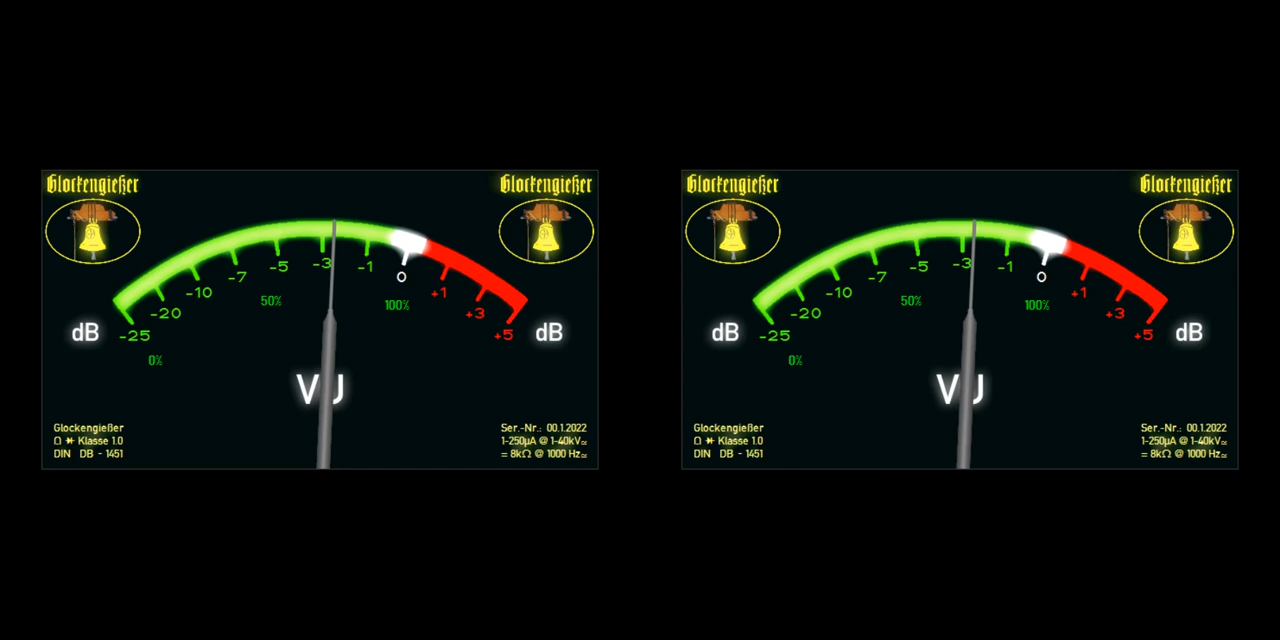 Glockengießer Glockengießer
-25 -20 -10 -7 -5 -3 -1 0 +1 +3 +5
0% 50% 100%
dB dB
VU
Glockengießer
Ω Klasse 1.0
DIN DB - 1451
Ser.-Nr.: 00.1.2022
1-250µA @ 1-40kV≃
= 8kΩ @ 1000 Hz≃
Glockengießer Glockengießer
-25 -20 -10 -7 -5 -3 -1 0 +1 +3 +5
0% 50% 100%
dB dB
VU
Glockengießer
Ω Klasse 1.0
DIN DB - 1451
Ser.-Nr.: 00.1.2022
1-250µA @ 1-40kV≃
= 8kΩ @ 1000 Hz≃